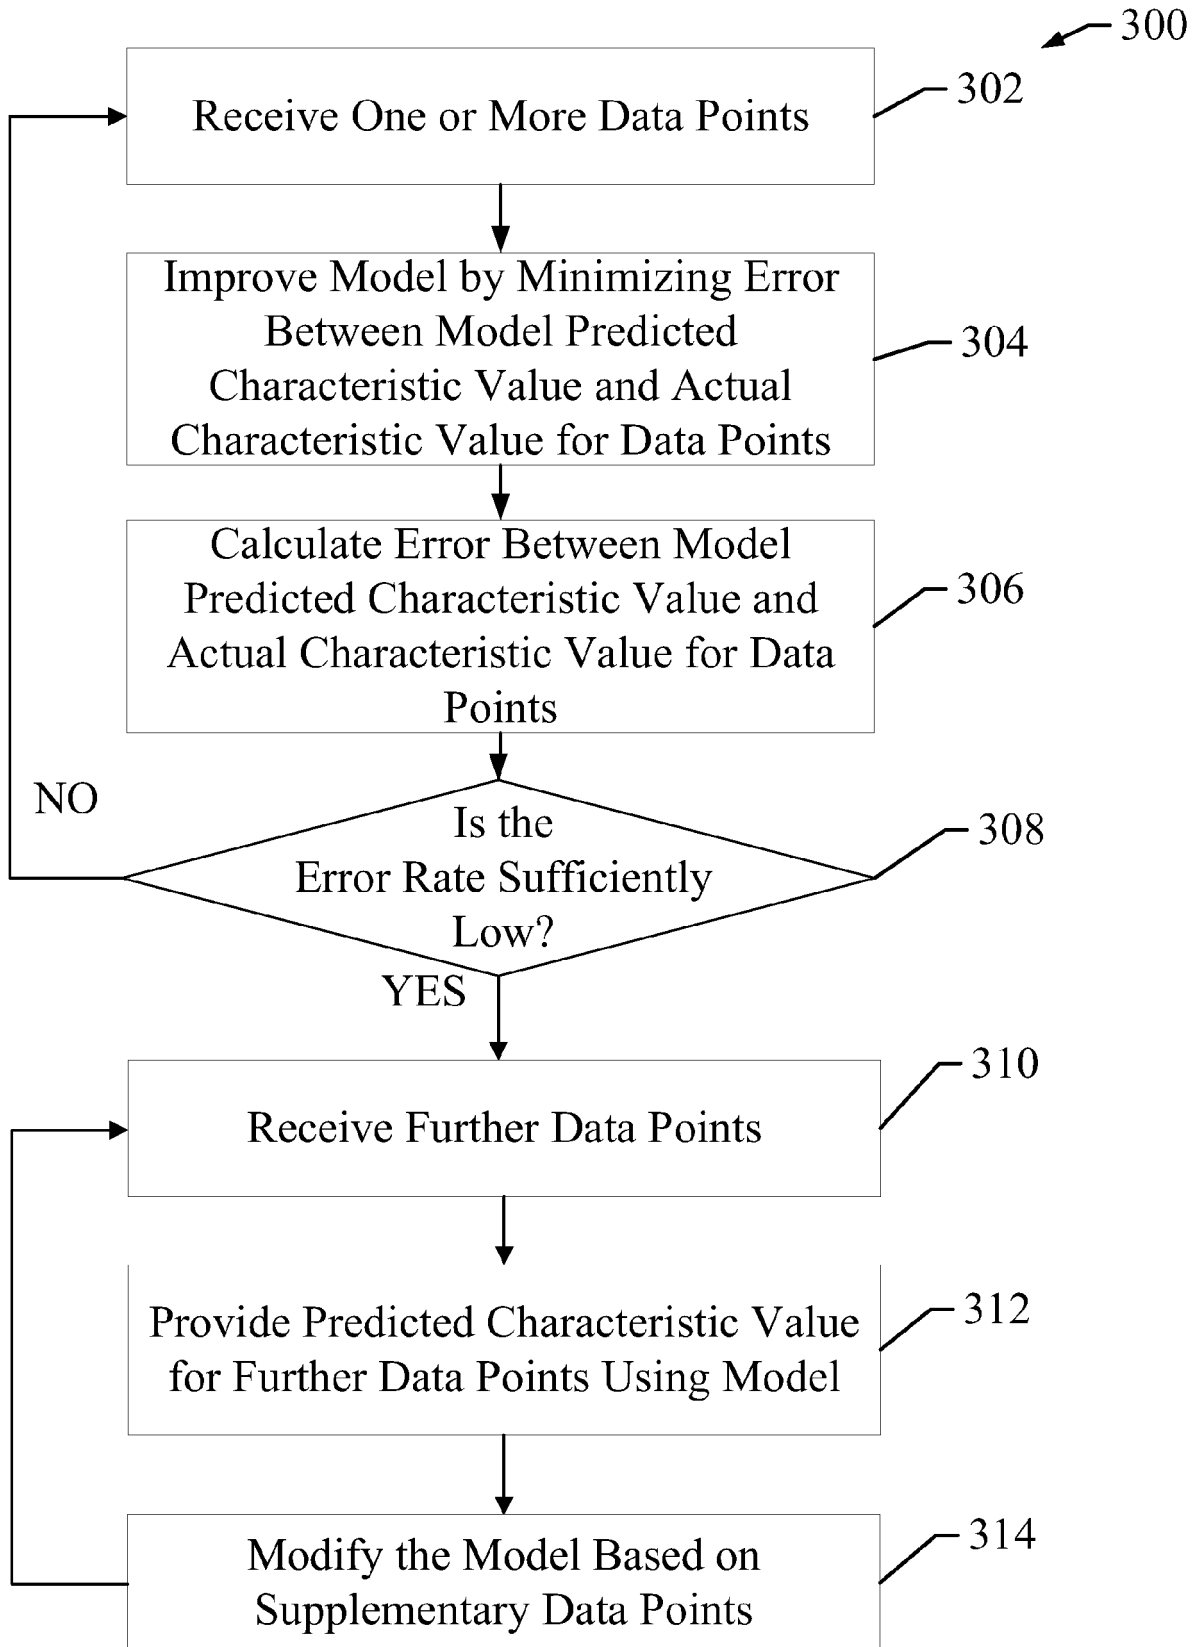 300
Receive One or More Data Points
302
Improve Model by Minimizing Error
Between Model Predicted
Characteristic Value and Actual
Characteristic Value for Data Points
304
Calculate Error Between Model
Predicted Characteristic Value and
Actual Characteristic Value for Data
Points
306
NO
Is the
Error Rate Sufficiently
Low?
308
YES
Receive Further Data Points
310
Provide Predicted Characteristic Value
for Further Data Points Using Model
312
Modify the Model Based on
Supplementary Data Points
314